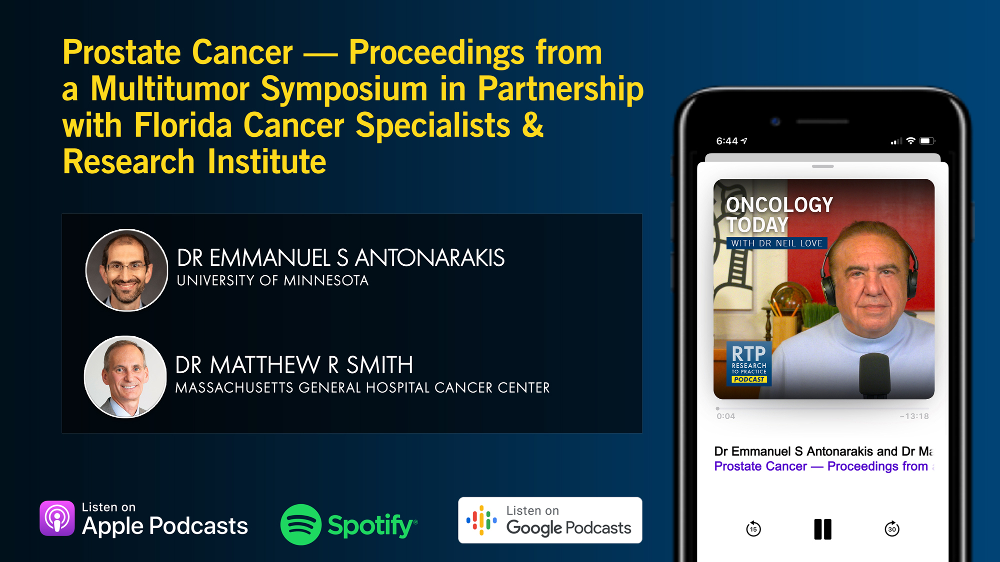 Prostate Cancer — Proceedings from
a Multitumor Symposium in Partnership
with Florida Cancer Specialists &
Research Institute
DR EMMANUEL S ANTONARAKIS
UNIVERSITY OF MINNESOTA
DR MATTHEW R SMITH
MASSACHUSETTS GENERAL HOSPITAL CANCER CENTER
Listen on
Apple Podcasts
Spotify®
Listen on
Google Podcasts
6:44
ONCOLOGY
TODAY
WITH DR NEIL LOVE
RTP
RESEARCH
TO PRACTICE
PODCAST
0:04
−13:18
Dr Emmanuel S Antonarakis and Dr Ma
Prostate Cancer — Proceedings from a
15
30